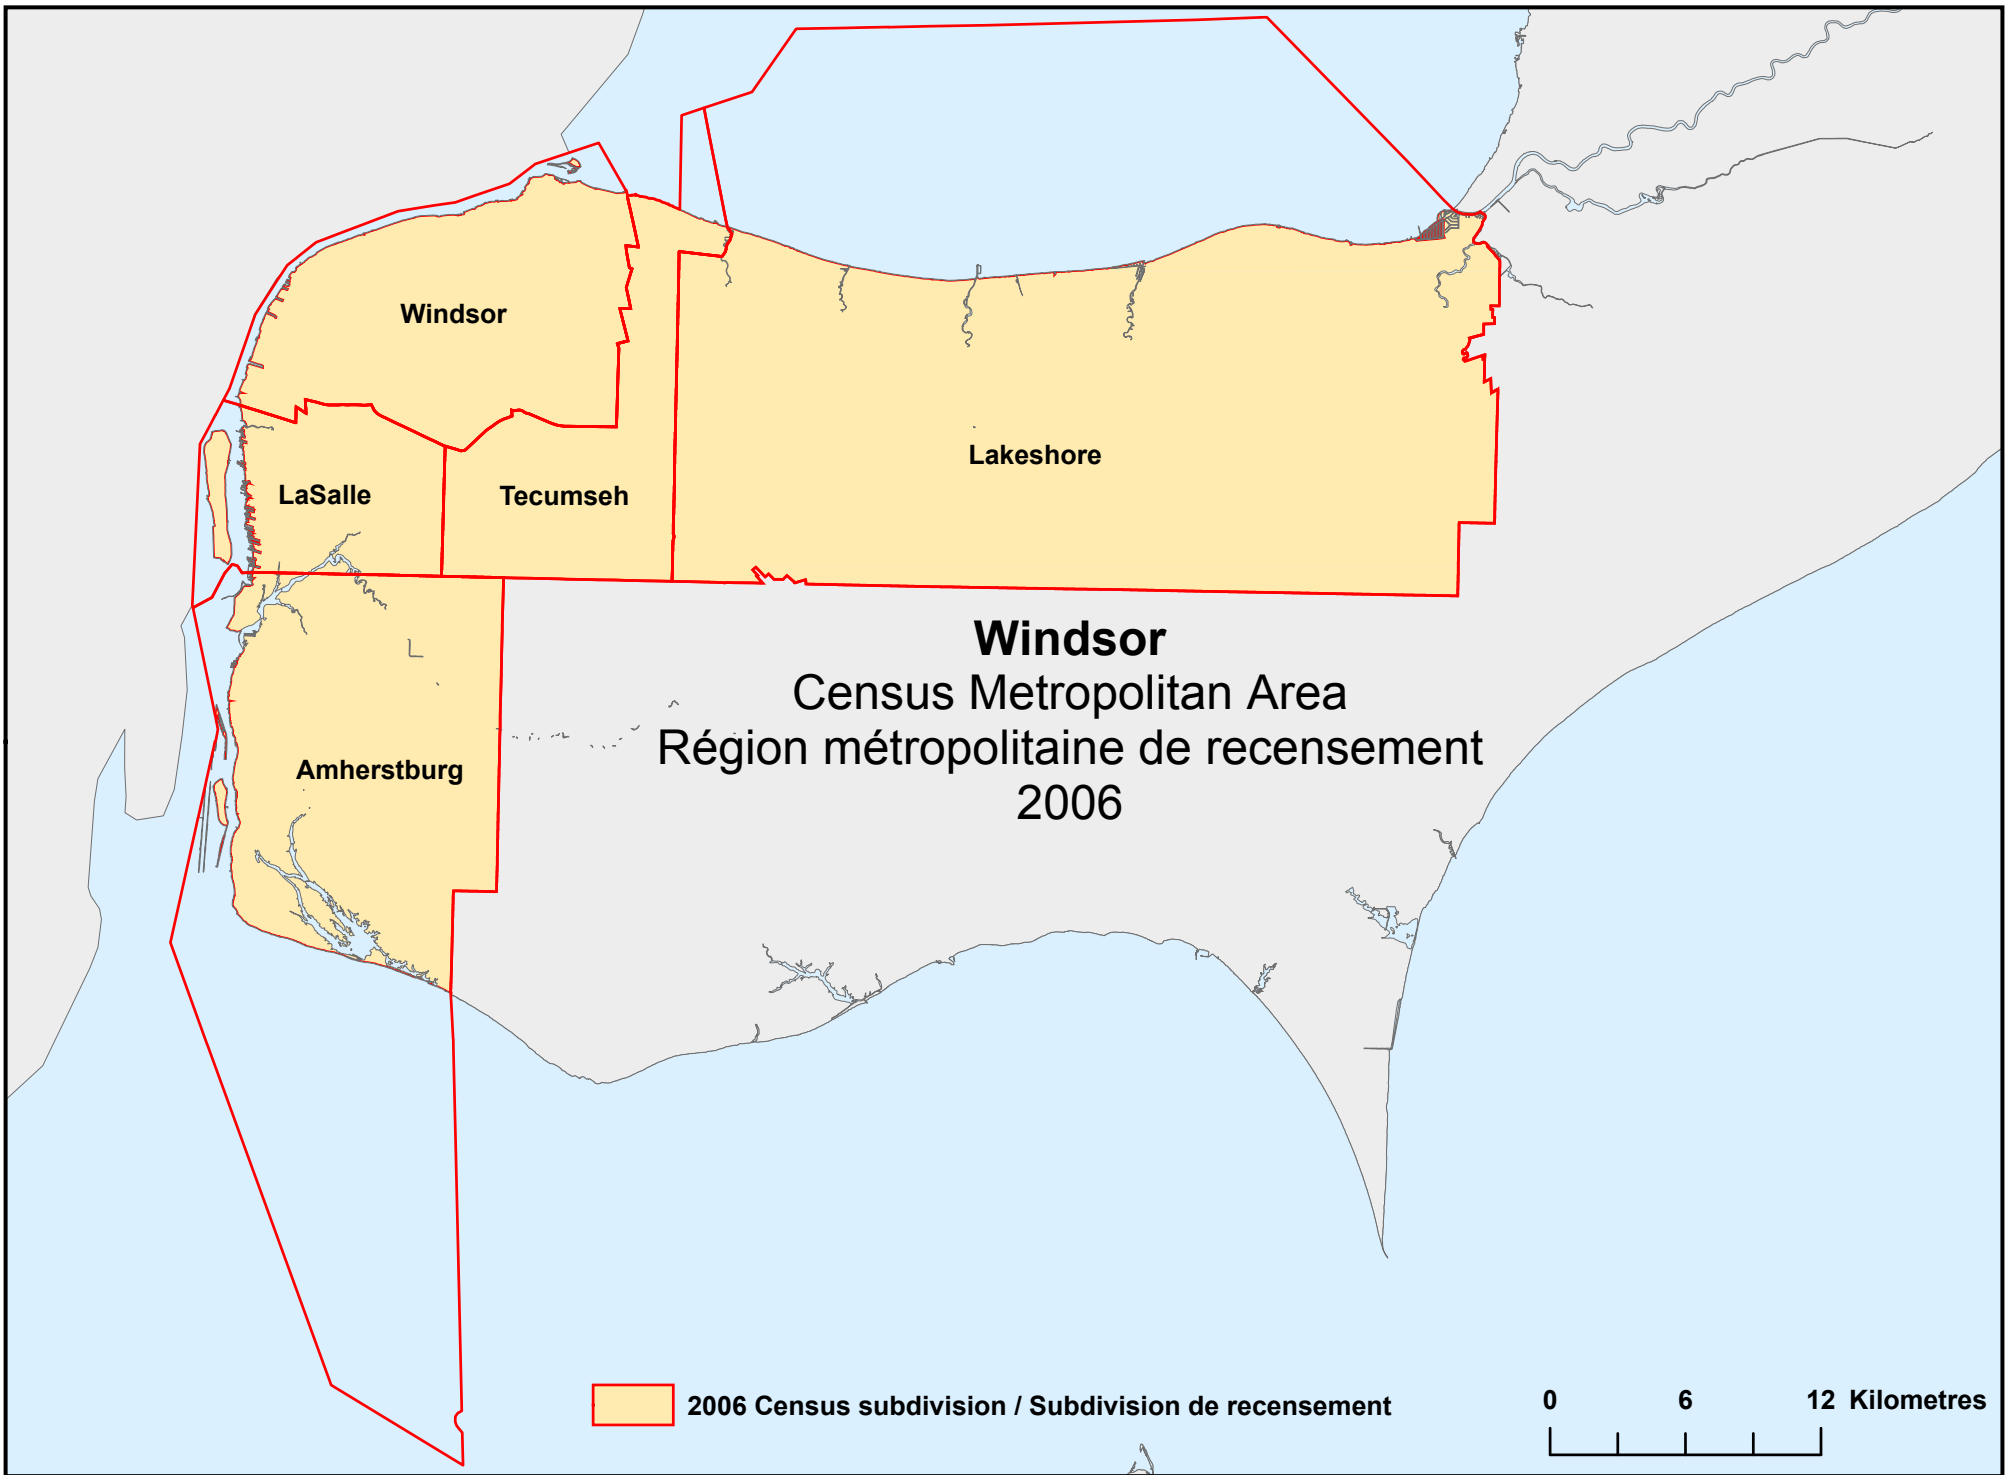 Windsor
Lakeshore
LaSalle
Tecumseh
Windsor
Census Metropolitan Area
Région métropolitaine de recensement
2006
Amherstburg
2006 Census subdivision / Subdivision de recensement
0 6 12 Kilometres